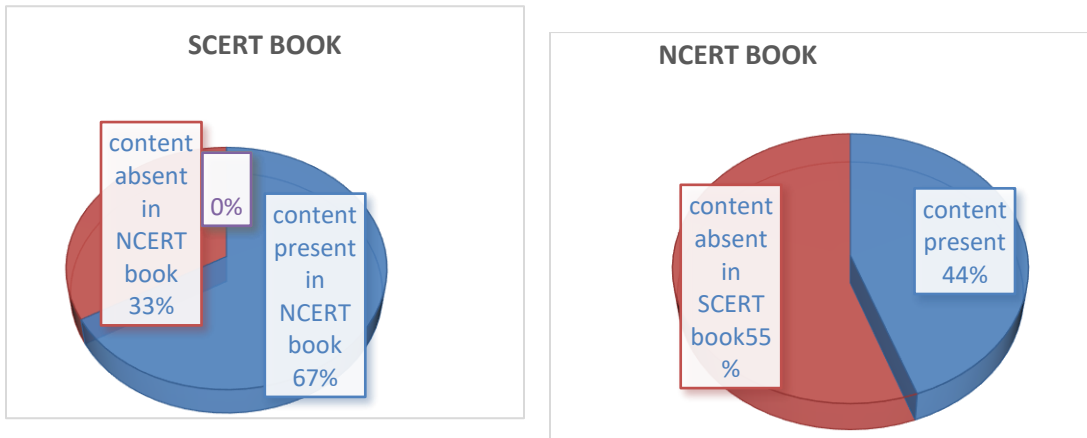 SCERT BOOK
content
absent
in
NCERT
book
33%
0%
content
present
in
NCERT
book
67%
NCERT BOOK
content
absent
in
SCERT
book55
%
content
present
44%